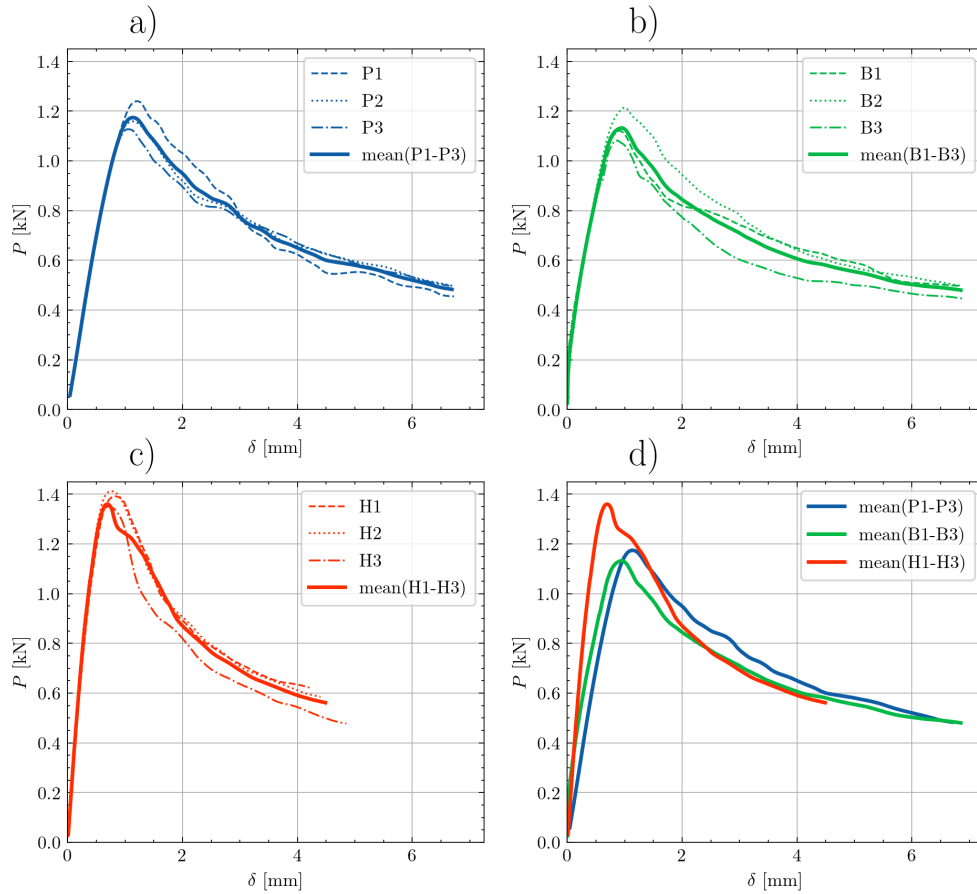 a)
P [kN]
1.4
1.2
1.0
0.8
0.6
0.4
0.2
0.0
P1
P2
P3
mean(P1-P3)
0 2 4 6
δ [mm]
b)
P [kN]
1.4
1.2
1.0
0.8
0.6
0.4
0.2
0.0
B1
B2
B3
mean(B1-B3)
0 2 4 6
δ [mm]
c)
P [kN]
1.4
1.2
1.0
0.8
0.6
0.4
0.2
0.0
H1
H2
H3
mean(H1-H3)
0 2 4 6
δ [mm]
d)
P [kN]
1.4
1.2
1.0
0.8
0.6
0.4
0.2
0.0
mean(P1-P3)
mean(B1-B3)
mean(H1-H3)
0 2 4 6
δ [mm]